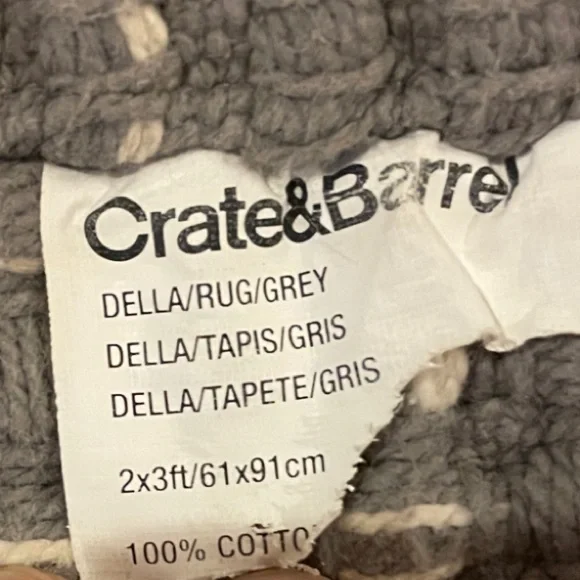 Crate&Barrel
DELLA/RUG/GREY
DELLA/TAPIS/GRIS
DELLA/TAPETE/GRIS
2x3ft/61x91cm
100% COTTO